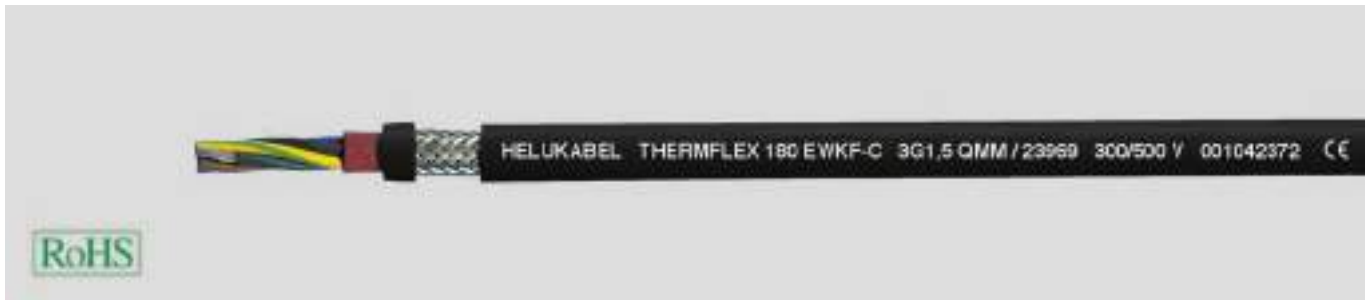 HELUKABEL THERMFLEX 180 EWKF-C 3G1,5 QMM / 23969 300/500 V 001042372 CE
RoHS